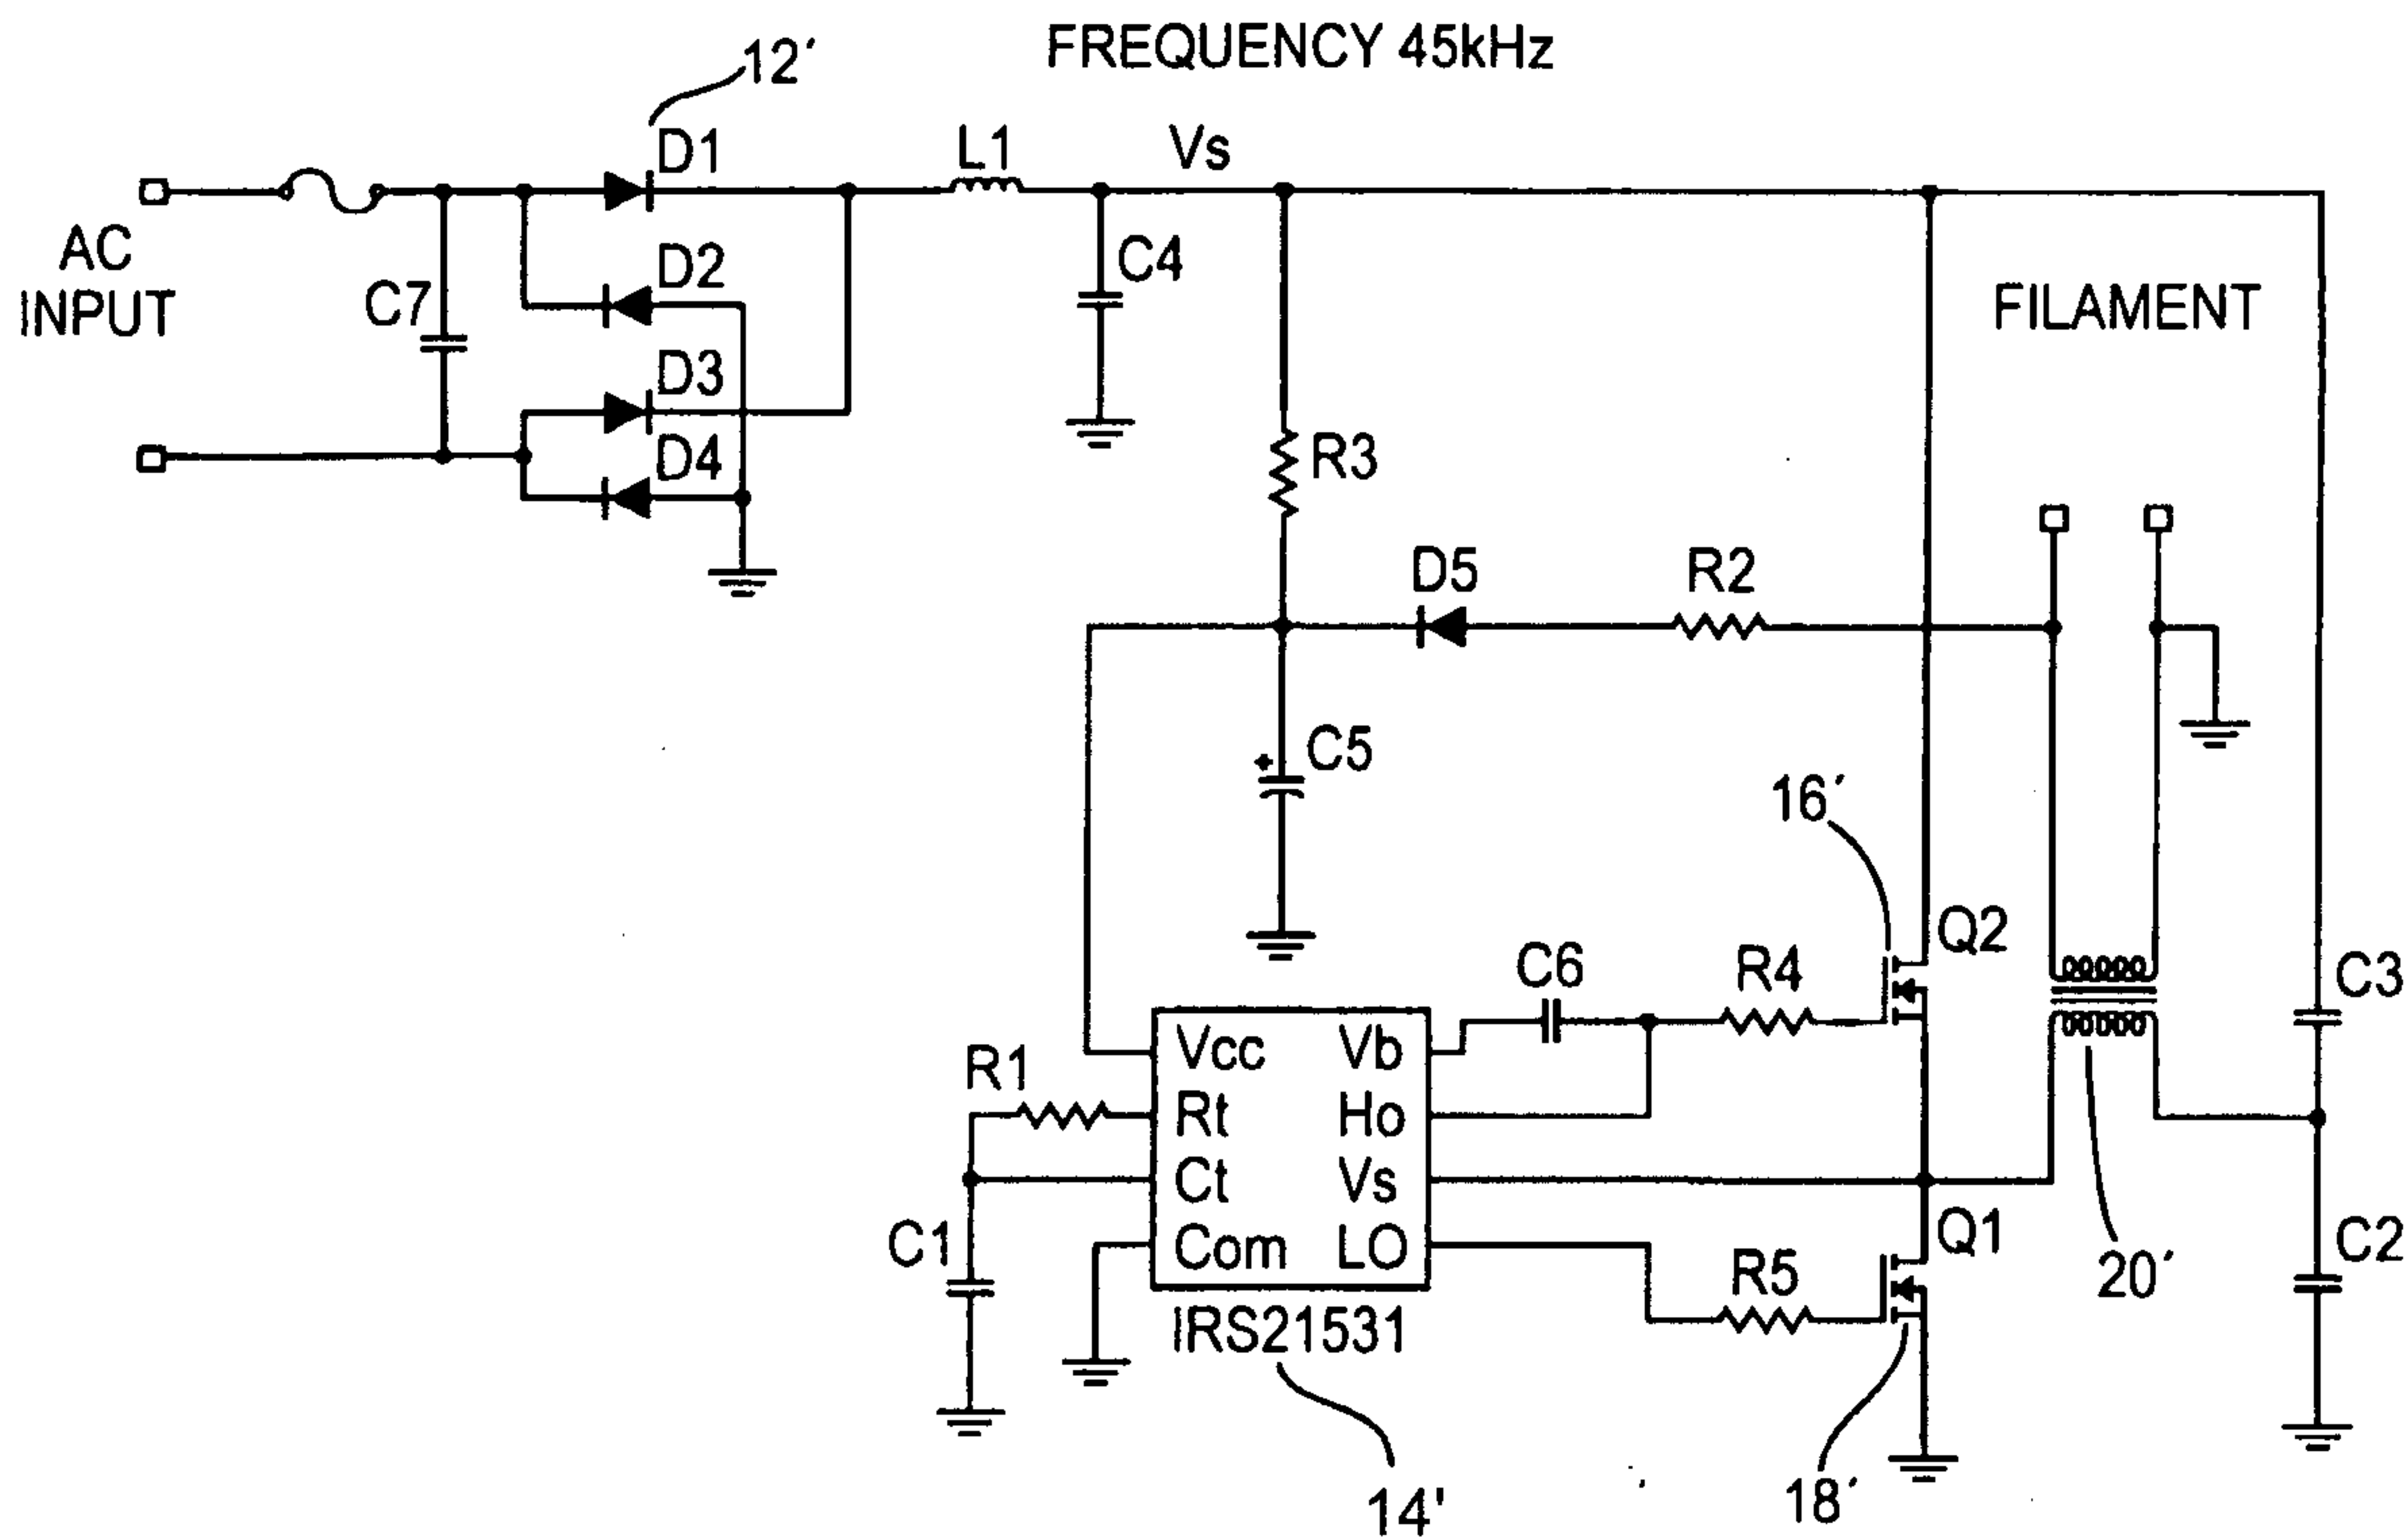 FREQUENCY 45kHz
12′
D1
L1
Vs
AC
INPUT
C7
D2
D3
D4
C4
R3
FILAMENT
D5
R2
C5
16′
Q2
C6
R4
C3
R1
Vcc
Vb
Rt
Ho
Ct
Vs
Com
LO
C1
IRS21531
R5
Q1
20′
C2
14'
18′